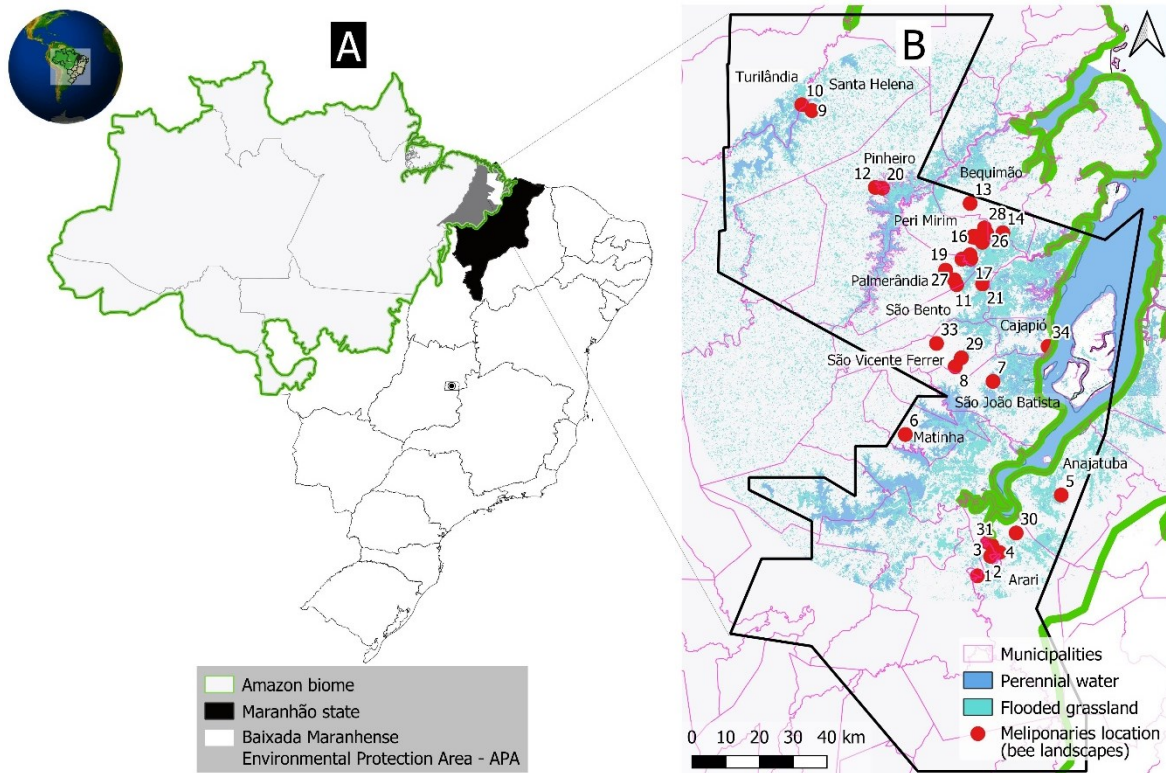 A
Amazon biome
Maranhão state
Baixada Maranhense
Environmental Protection Area - APA
B
Turilândia
10
Santa Helena
9
Pinheiro
12
20
Bequimão
13
28
14
Peri Mirim
16
26
19
Palmerândia
17
27
11
21
São Bento
33
Cajapió
34
29
São Vicente Ferrer
8
7
São João Batista
6
Matinha
Anajatuba
5
30
31
3
4
2
1
Arari
Municipalities
Perennial water
Flooded grassland
Meliponaries location
(bee landscapes)
0 10 20 30 40 km